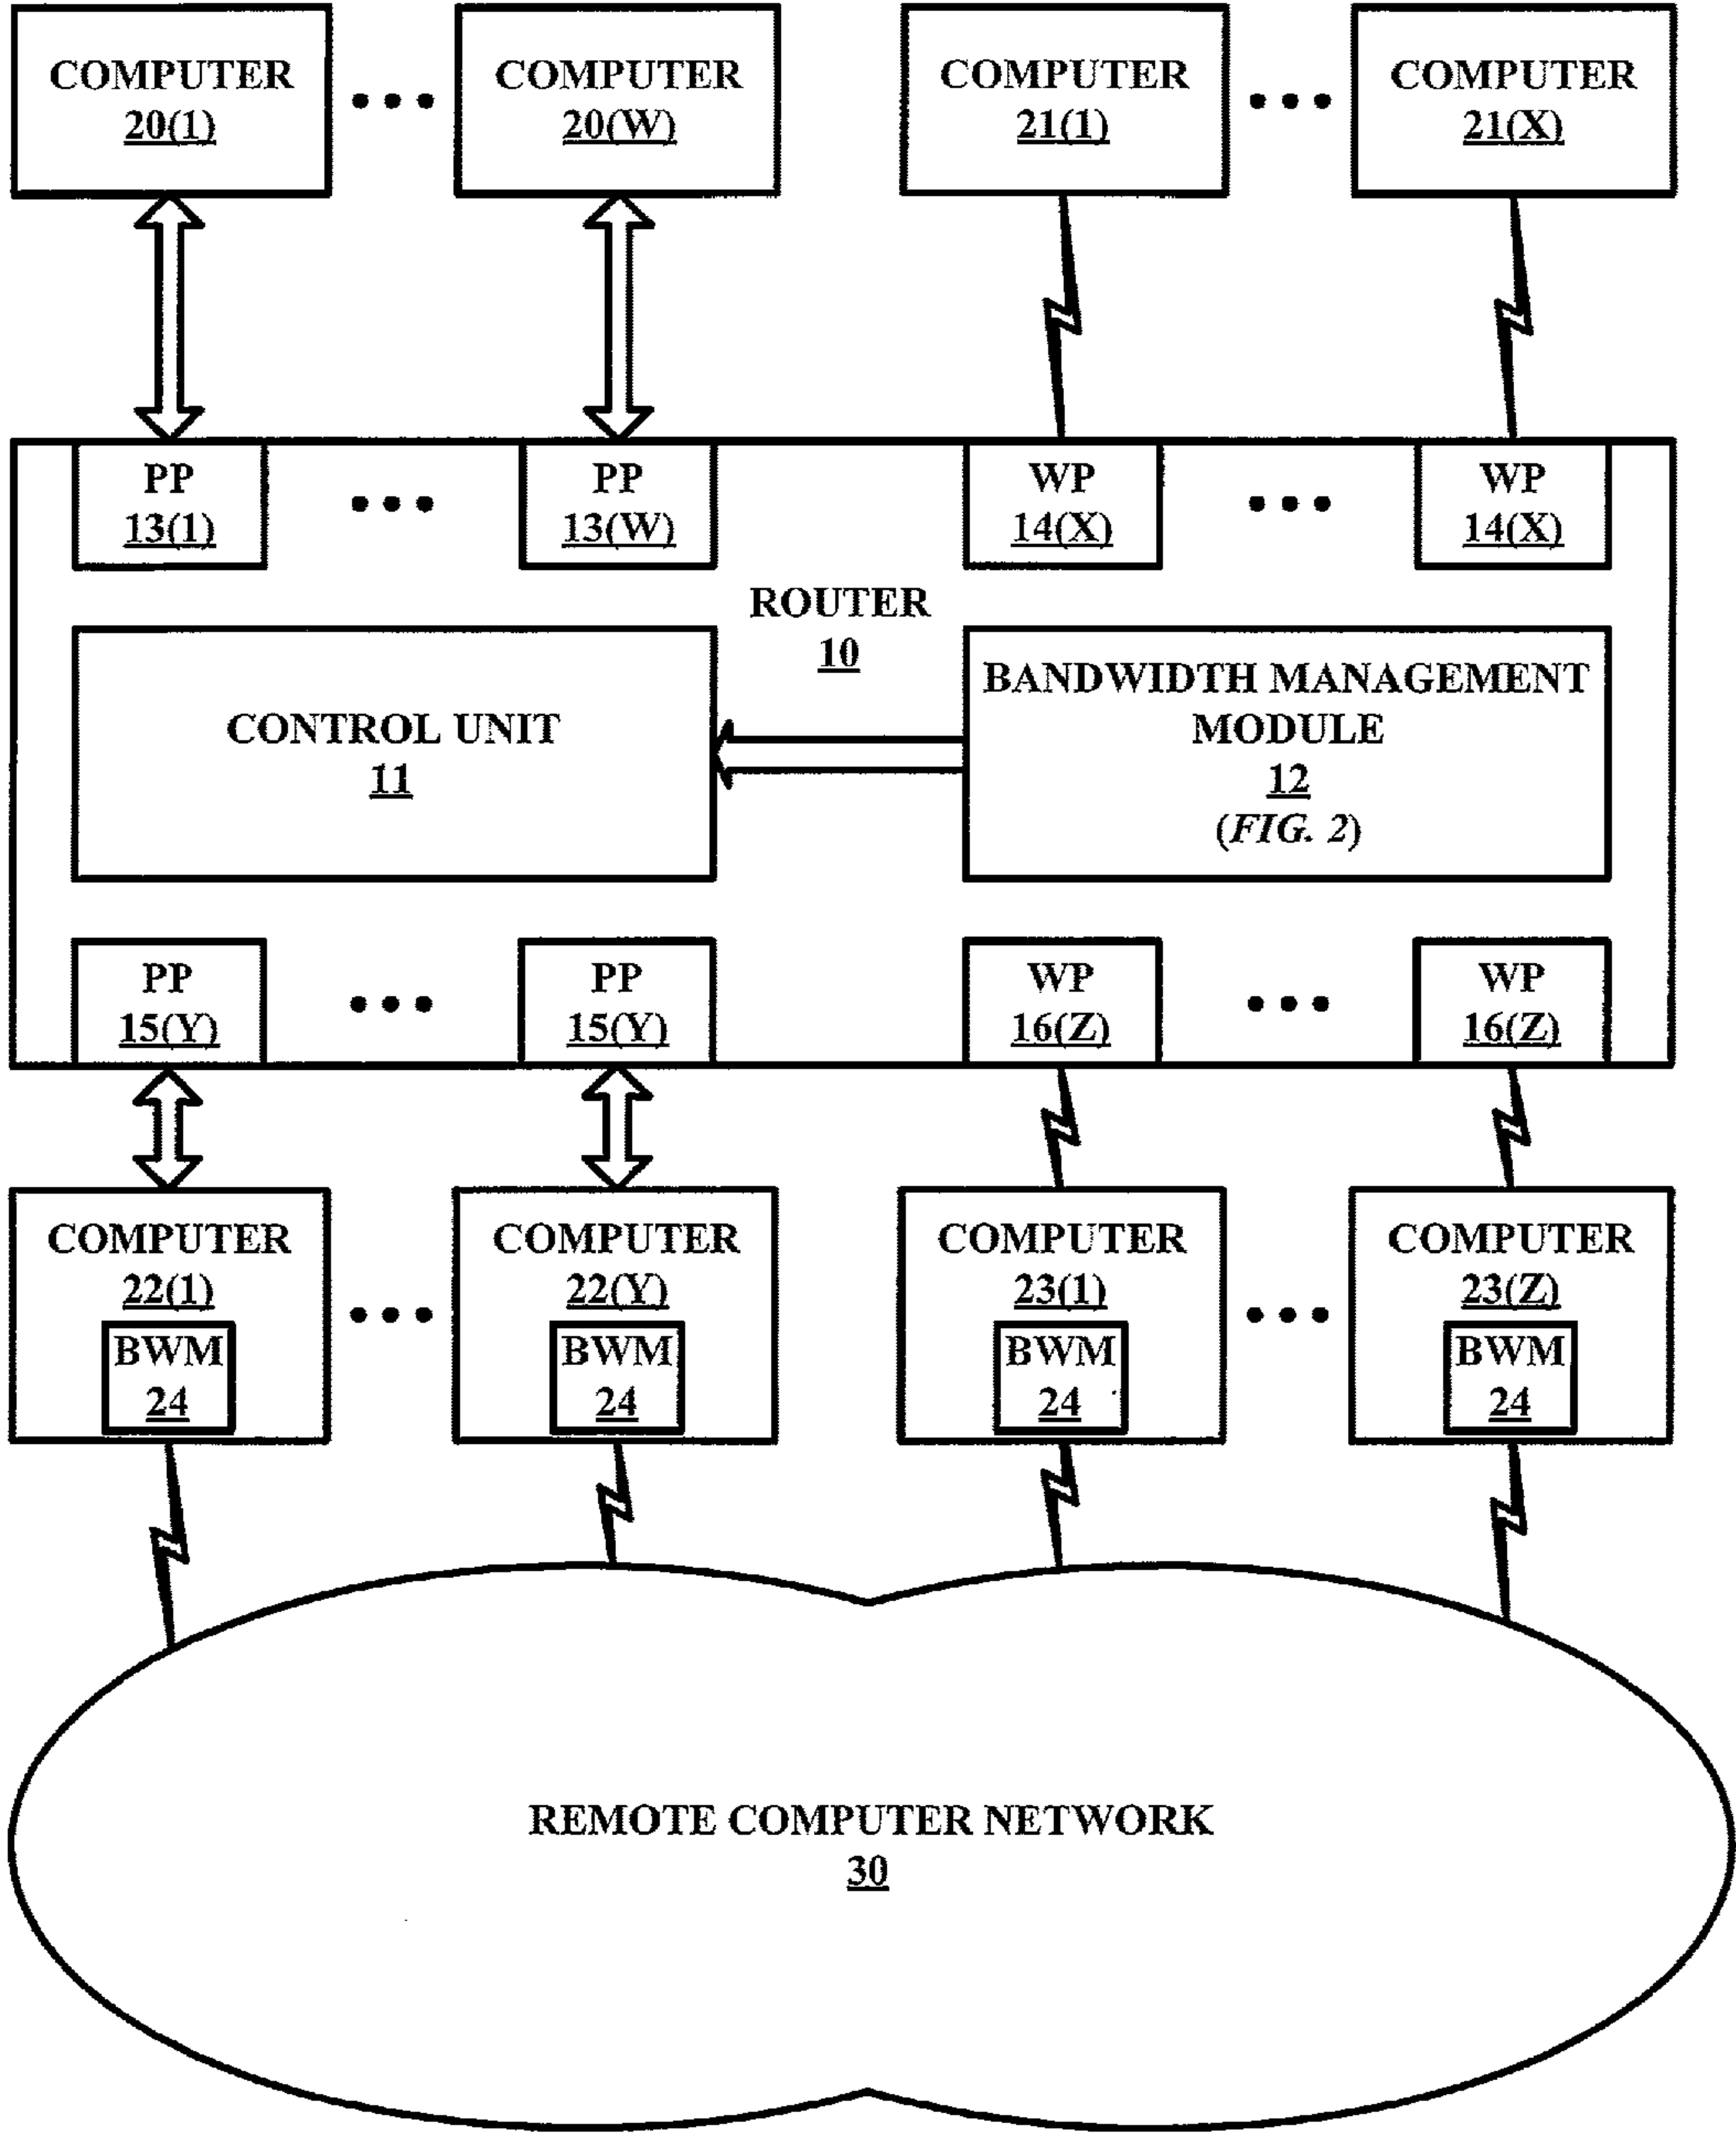 COMPUTER
20(1)
COMPUTER
20(W)
COMPUTER
21(1)
COMPUTER
21(X)
PP
13(1)
PP
13(W)
WP
14(X)
WP
14(X)
ROUTER
10
CONTROL UNIT
11
BANDWIDTH MANAGEMENT
MODULE
12
(FIG. 2)
PP
15(Y)
PP
15(Y)
WP
16(Z)
WP
16(Z)
COMPUTER
22(1)
BWM
24
COMPUTER
22(Y)
BWM
24
COMPUTER
23(1)
BWM
24
COMPUTER
23(Z)
BWM
24
REMOTE COMPUTER NETWORK
30